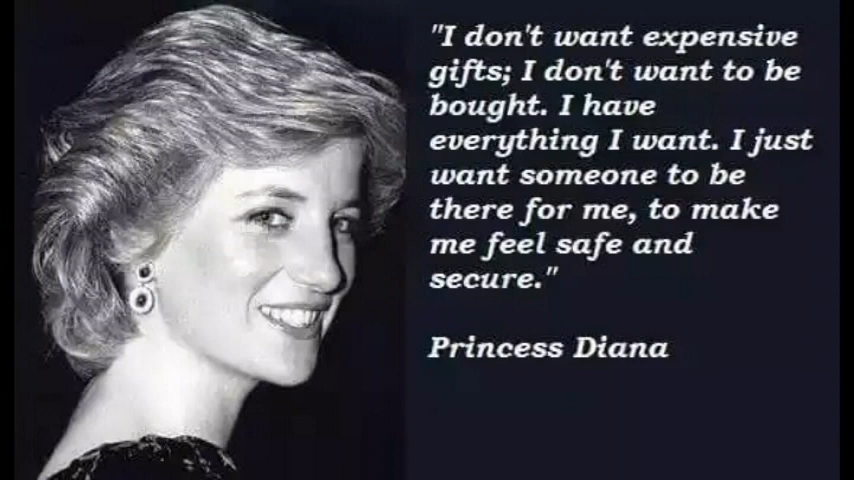 "I don't want expensive
gifts; I don't want to be
bought. I have
everything I want. I just
want someone to be
there for me, to make
me feel safe and
secure."
Princess Diana